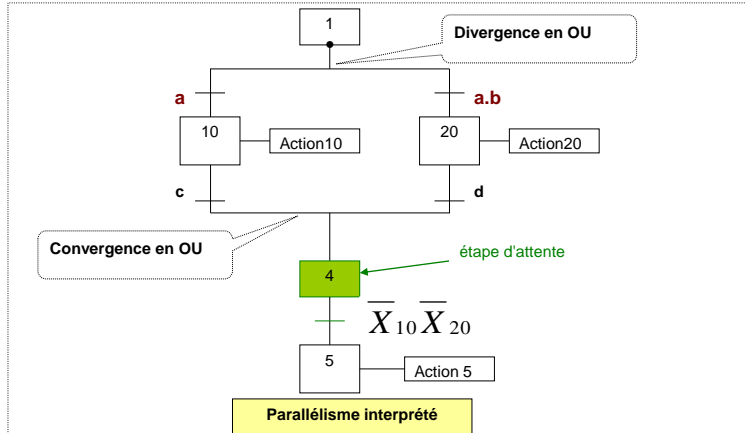 1
Divergence en OU
a
a.b
10
Action10
20
Action20
c
d
Convergence en OU
4
étape d'attente
X̅10 X̅20
5
Action 5
Parallélisme interprété